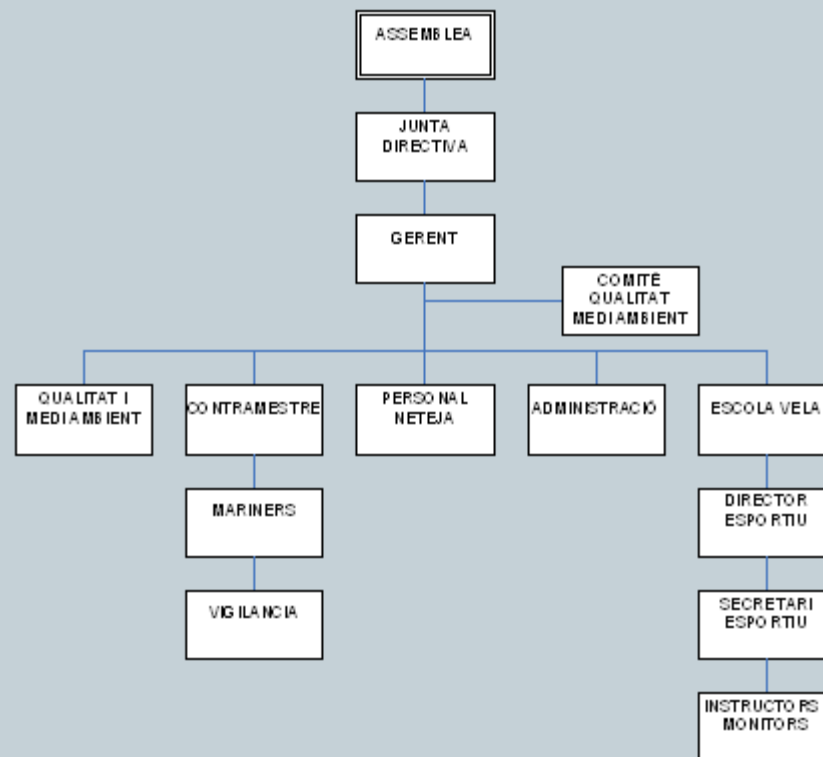 ASSEMBLEA
JUNTA
DIRECTIVA
GERENT
COMITÈ
QUALITAT
MEDIAMBIENT
QUALITAT I
MEDIAMBIENT
CONTRAMESTRE
PERSONAL
NETEJA
ADMINISTRACIÓ
ESCOLA VELA
MARINERS
DIRECTOR
ESPORTIU
VIGILANCIA
SECRETARI
ESPORTIU
INSTRUCTORS
MONITORS